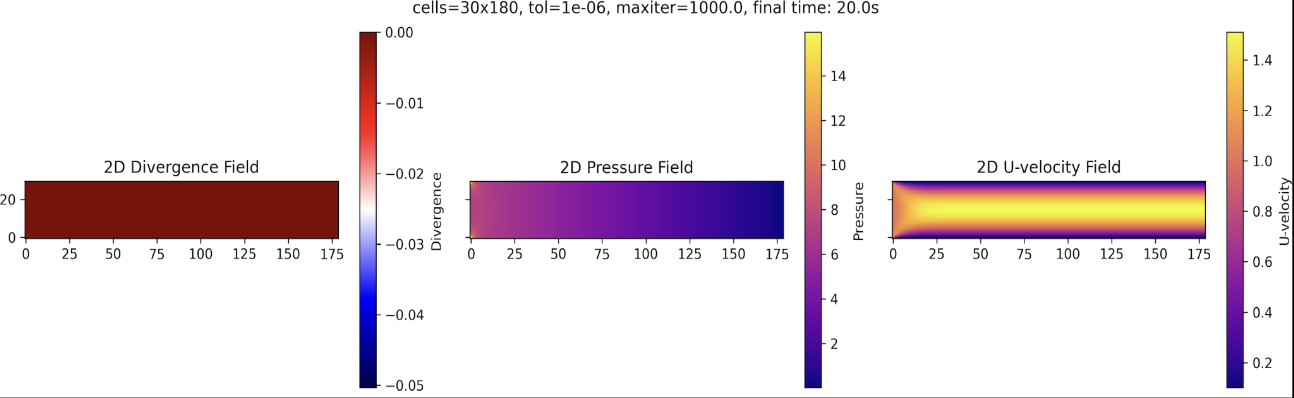 cells=30x180, tol=1e-06, maxiter=1000.0, final time: 20.0s
2D Divergence Field
20
0
0 25 50 75 100 125 150 175
0.00
−0.01
−0.02
−0.03
−0.04
−0.05
Divergence
2D Pressure Field
0 25 50 75 100 125 150 175
14
12
10
8
6
4
2
Pressure
2D U-velocity Field
0 25 50 75 100 125 150 175
1.4
1.2
1.0
0.8
0.6
0.4
0.2
U-velocity